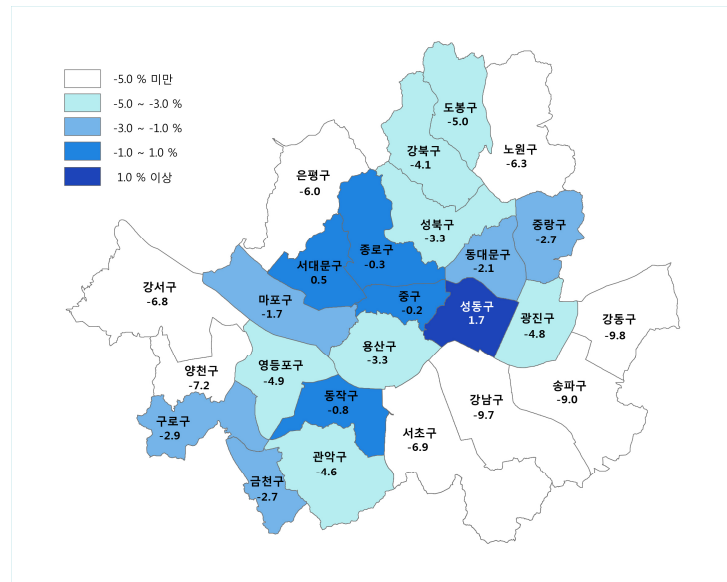 -5.0 % 미만
-5.0 ~ -3.0 %
-3.0 ~ -1.0 %
-1.0 ~ 1.0 %
1.0 % 이상
도봉구
-5.0
노원구
-6.3
강북구
-4.1
은평구
-6.0
성북구
-3.3
중랑구
-2.7
종로구
-0.3
동대문구
-2.1
서대문구
0.5
강서구
-6.8
마포구
-1.7
중구
-0.2
성동구
1.7
광진구
-4.8
강동구
-9.8
용산구
-3.3
양천구
-7.2
영등포구
-4.9
송파구
-9.0
동작구
-0.8
강남구
-9.7
구로구
-2.9
서초구
-6.9
관악구
-4.6
금천구
-2.7